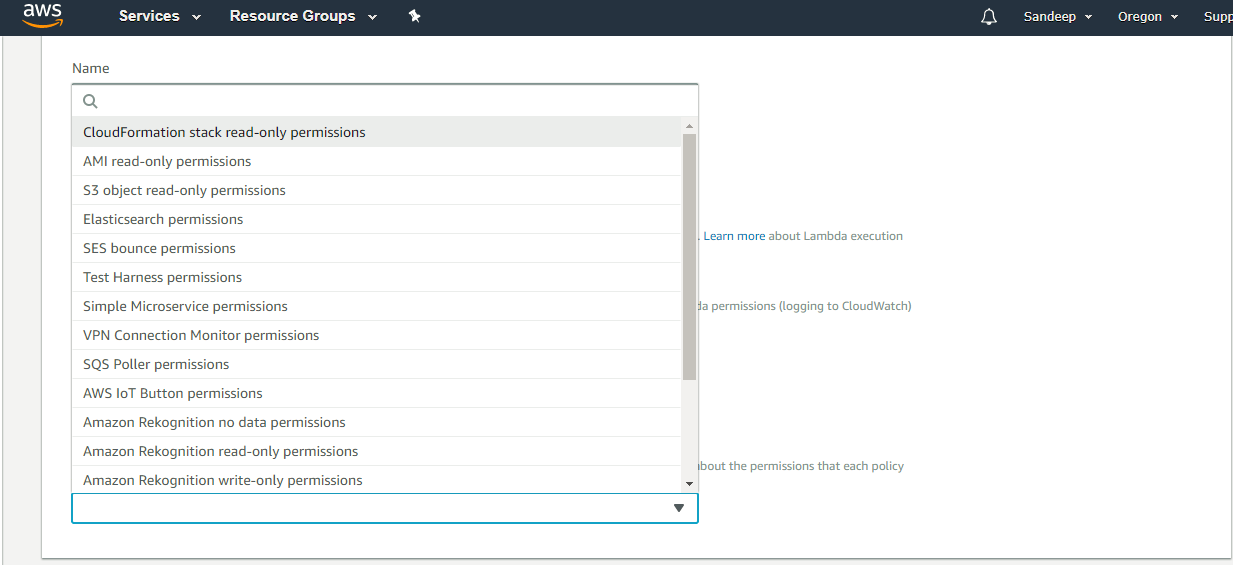 aws Services Resource Groups Sandeep Oregon Supp
Name
CloudFormation stack read-only permissions
AMI read-only permissions
S3 object read-only permissions
Elasticsearch permissions
. Learn more about Lambda execution
SES bounce permissions
Test Harness permissions
Simple Microservice permissions
da permissions (logging to CloudWatch)
VPN Connection Monitor permissions
SQS Poller permissions
AWS IoT Button permissions
Amazon Rekognition no data permissions
Amazon Rekognition read-only permissions
about the permissions that each policy
Amazon Rekognition write-only permissions